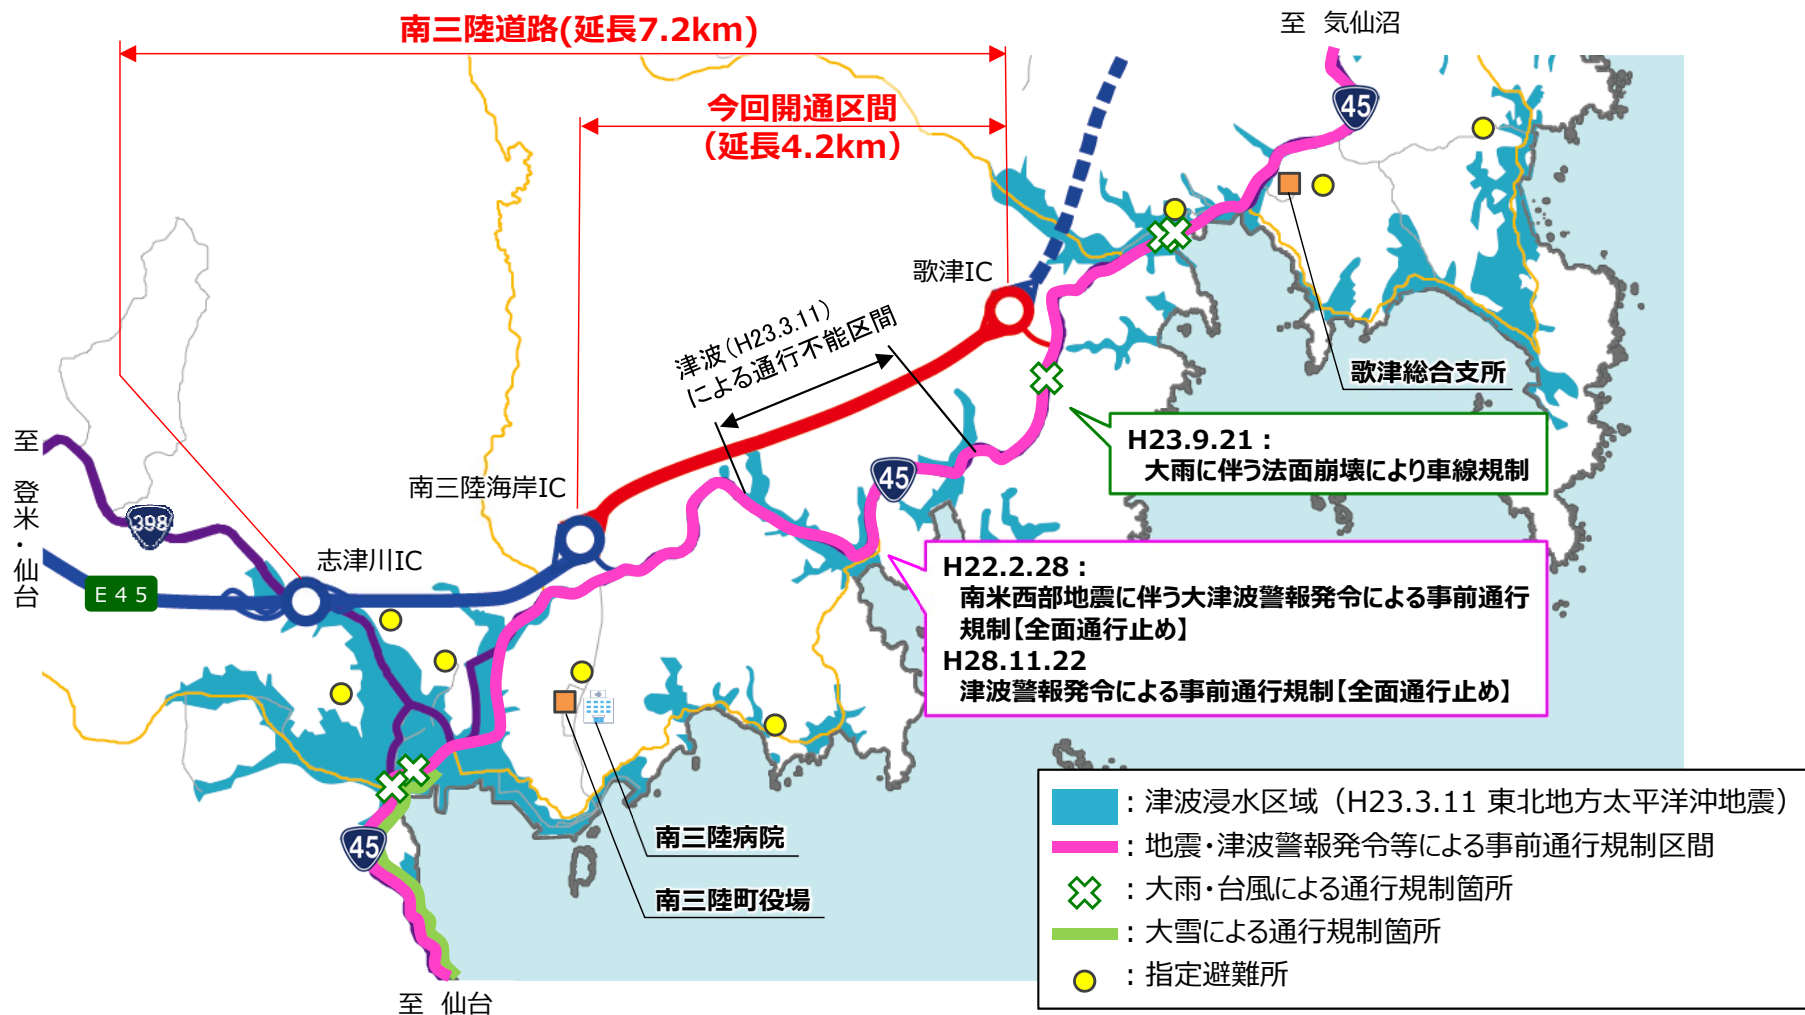 南三陸道路(延長7.2km)
今回開通区間
（延長4.2km）
至 気仙沼
45
歌津IC
津波（H23.3.11）
による通行不能区間
歌津総合支所
H23.9.21：
大雨に伴う法面崩壊により車線規制
至 登米・仙台
398
南三陸海岸IC
45
志津川IC
E45
H22.2.28：
南米西部地震に伴う大津波警報発令による事前通行
規制【全面通行止め】
H28.11.22
津波警報発令による事前通行規制【全面通行止め】
45
南三陸病院
南三陸町役場
至 仙台
：津波浸水区域（H23.3.11 東北地方太平洋沖地震）
：地震・津波警報発令等による事前通行規制区間
：大雨・台風による通行規制箇所
：大雪による通行規制箇所
：指定避難所